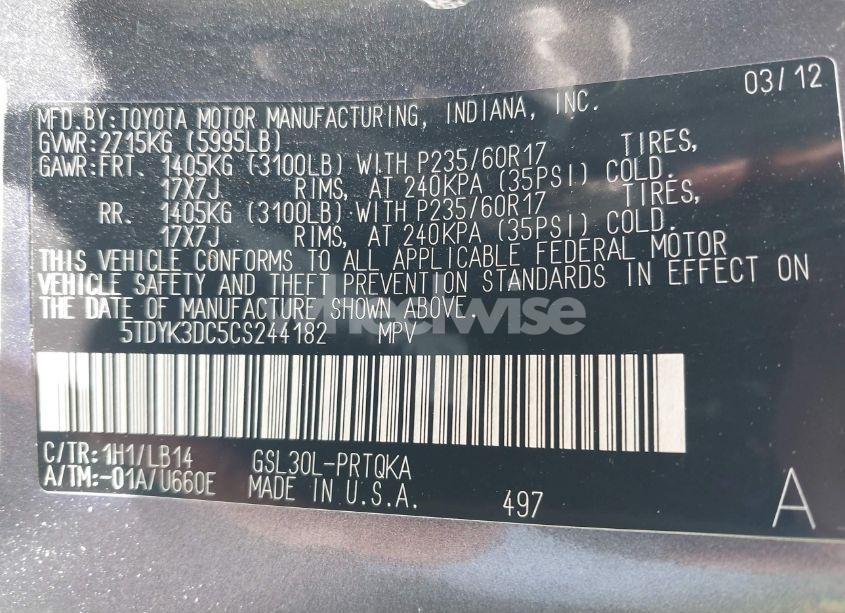 03/12
MFD.BY:TOYOTA MOTOR MANUFACTURING, INDIANA, INC.
GVWR:2715KG (5995LB)
GAWR:FRT. 1405KG (3100LB) WITH P235/60R17 TIRES,
17X7J RIMS, AT 240KPA (35PSI) COLD.
RR. 1405KG (3100LB) WITH P235/60R17 TIRES,
17X7J RIMS, AT 240KPA (35PSI) COLD.
THIS VEHICLE CONFORMS TO ALL APPLICABLE FEDERAL MOTOR
VEHICLE SAFETY AND THEFT PREVENTION STANDARDS IN EFFECT ON
THE DATE OF MANUFACTURE SHOWN ABOVE.
wheelwise
5TDYK3DC5CS244182 MPV
C/TR:1H1/LB14 GSL30L-PRTQKA
A/TM:-01A/U660E MADE IN U.S.A. 497
A